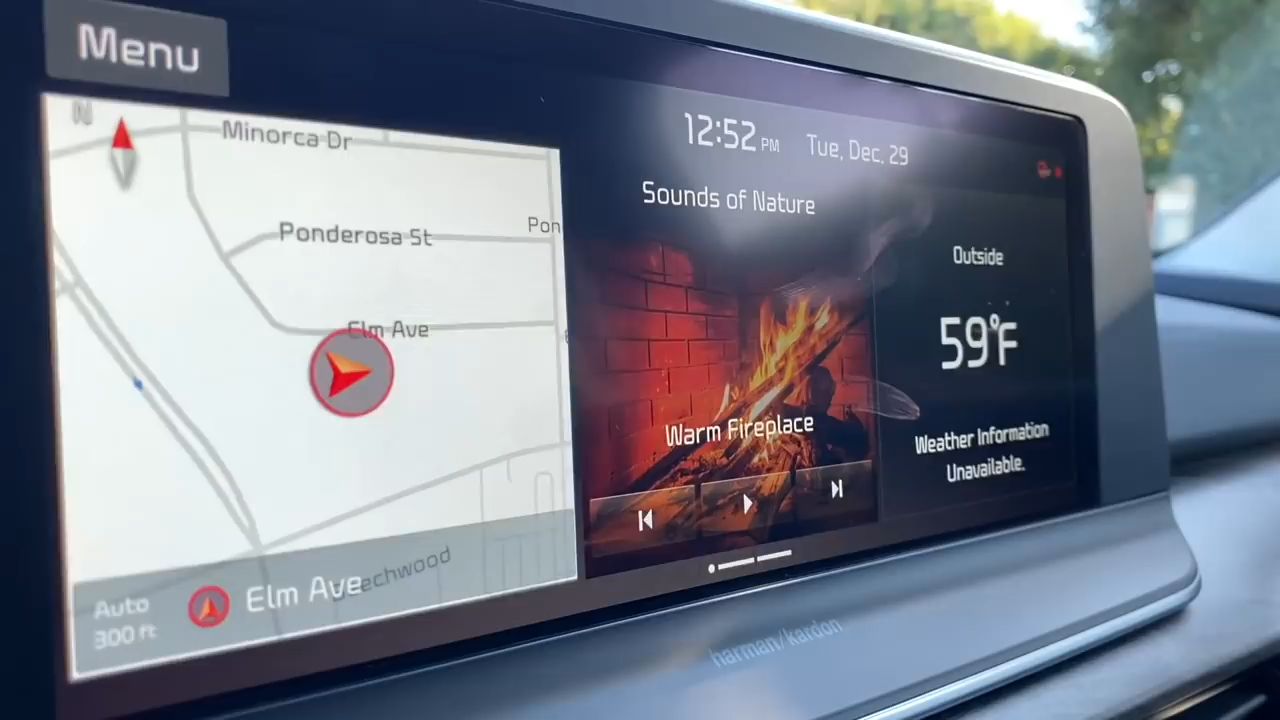 Menu
N
Minorca Dr
Ponderosa St
Pon
Elm Ave
Auto
300 ft
Elm Ave
echwood
12:52 PM
Tue, Dec. 29
Sounds of Nature
Warm Fireplace
Outside
59°F
Weather Information
Unavailable.
harman/kardon